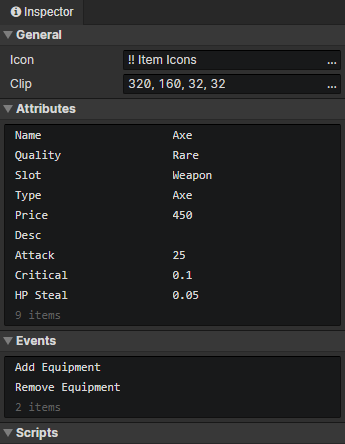 Inspector
General
Icon !! Item Icons ...
Clip 320, 160, 32, 32 ...
Attributes
Name Axe
Quality Rare
Slot Weapon
Type Axe
Price 450
Desc
Attack 25
Critical 0.1
HP Steal 0.05
9 items
Events
Add Equipment
Remove Equipment
2 items
Scripts